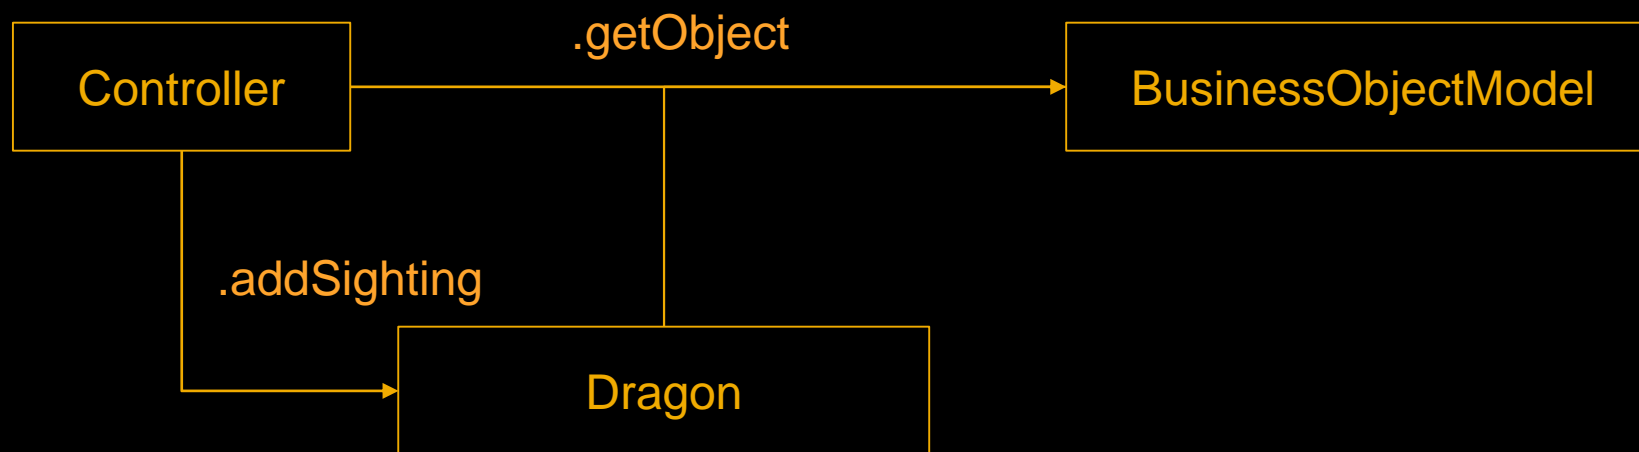 .getObject
Controller
BusinessObjectModel
.addSighting
Dragon